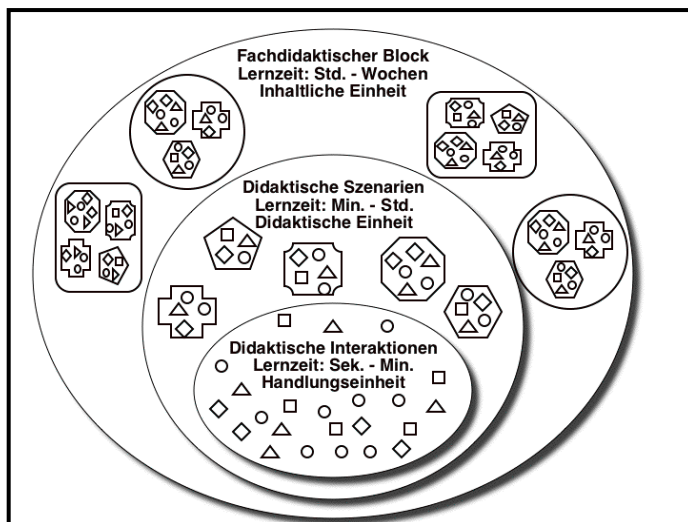 Fachdidaktischer Block
Lernzeit: Std. - Wochen
Inhaltliche Einheit
Didaktische Szenarien
Lernzeit: Min. - Std.
Didaktische Einheit
Didaktische Interaktionen
Lernzeit: Sek. - Min.
Handlungseinheit